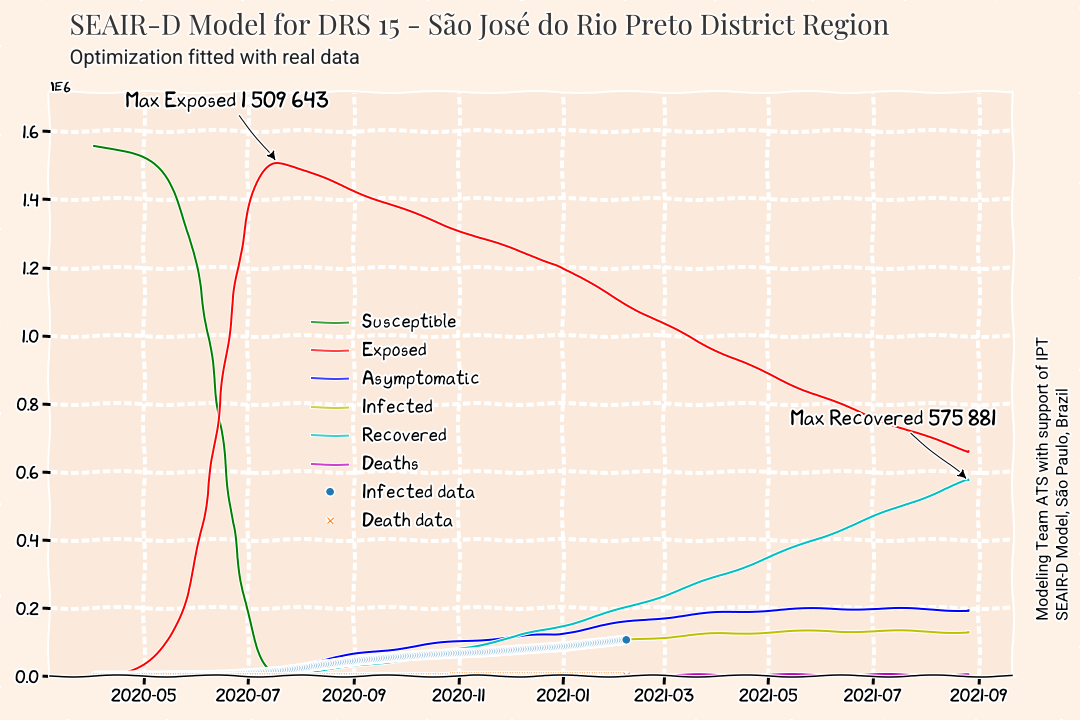 SEAIR-D Model for DRS 15 - São José do Rio Preto District Region
Optimization fitted with real data
1E6
Max Exposed 1 509 643
1.6
1.4
1.2
1.0
0.8
0.6
0.4
0.2
0.0
Susceptible
Exposed
Asymptomatic
Infected
Recovered
Deaths
Infected data
Death data
Max Recovered 575 881
2020-05
2020-07
2020-09
2020-11
2021-01
2021-03
2021-05
2021-07
2021-09
Modeling Team ATS with support of IPT
SEAIR-D Model, São Paulo, Brazil